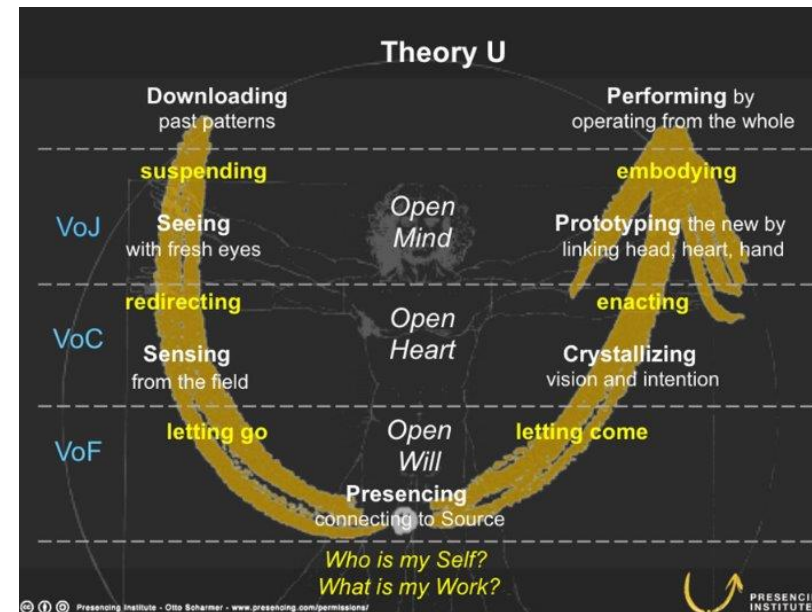 Theory U
Downloading
past patterns
Performing by
operating from the whole
suspending
embodying
VoJ
Seeing
with fresh eyes
Open
Mind
Prototyping the new by
linking head, heart, hand
redirecting
enacting
VoC
Sensing
from the field
Open
Heart
Crystallizing
vision and intention
letting go
letting come
VoF
Open
Will
Presencing
connecting to Source
Who is my Self?
What is my Work?
Presencing Institute - Otto Scharmer - www.presencing.com/permissions/
PRESENCING
INSTITUTE